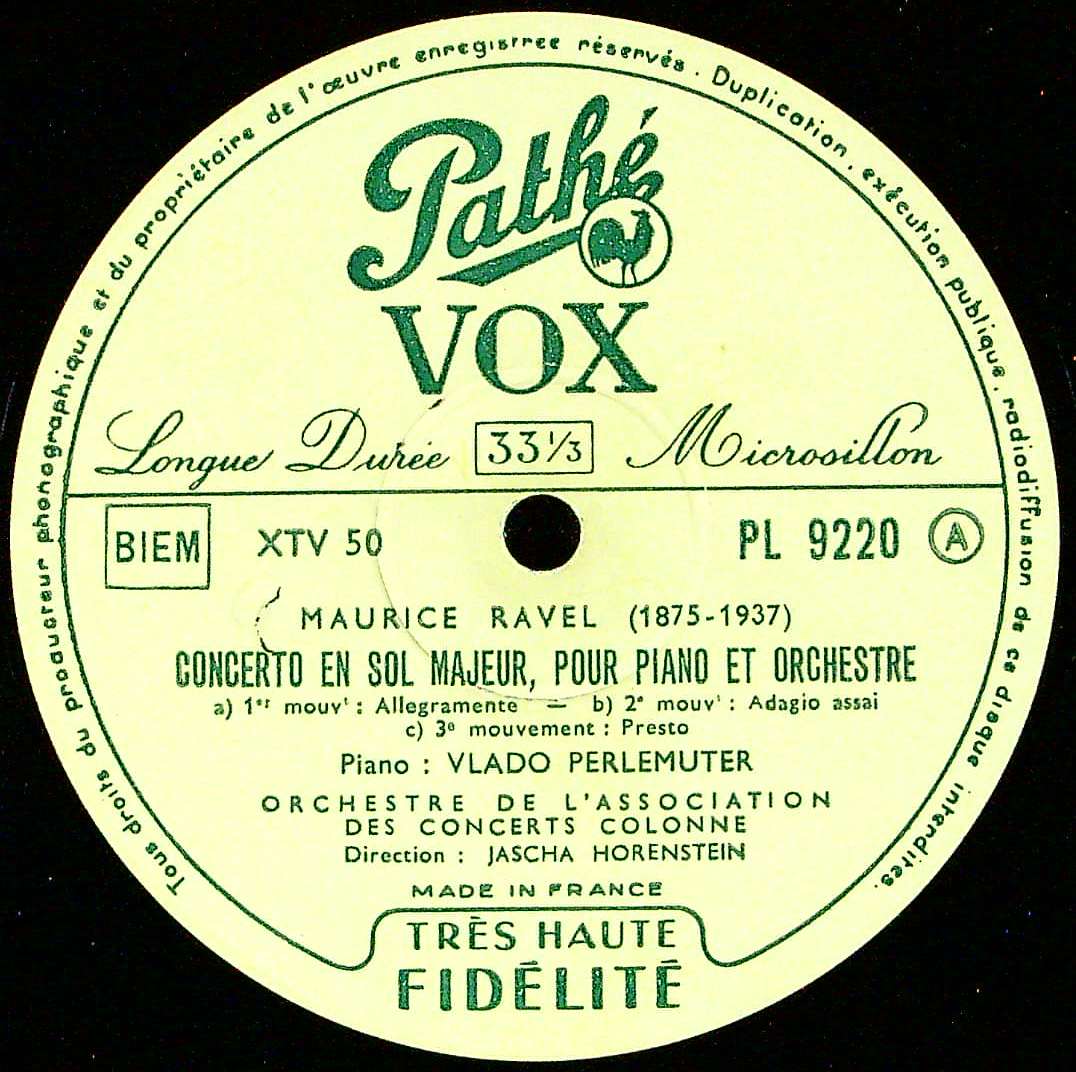 Tous droits du producteur phonographique et du propriétaire de l'œuvre enregistrée réservés. Duplication, exécution publique, radiodiffusion de ce disque interdites.
Pathé
VOX
Longue Durée 33 1/3 Microsillon
BIEM XTV 50 PL 9220 A
MAURICE RAVEL (1875-1937)
CONCERTO EN SOL MAJEUR, POUR PIANO ET ORCHESTRE
a) 1er mouvt : Allegramente — b) 2e mouvt : Adagio assai
c) 3e mouvement : Presto
Piano : VLADO PERLEMUTER
ORCHESTRE DE L'ASSOCIATION
DES CONCERTS COLONNE
Direction : JASCHA HORENSTEIN
MADE IN FRANCE
TRÈS HAUTE
FIDÉLITÉ